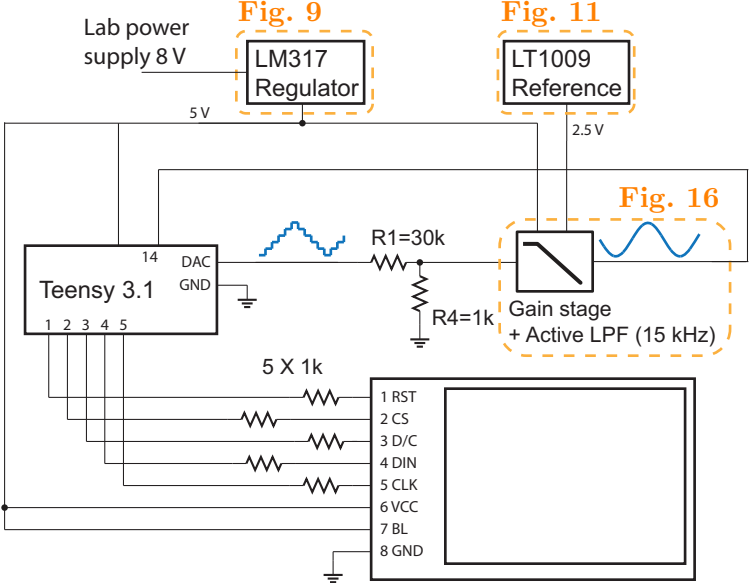 Fig. 9
Fig. 11
Lab power
supply 8 V
LM317
Regulator
LT1009
Reference
5 V
2.5 V
Fig. 16
14
DAC
GND
Teensy 3.1
1 2 3 4 5
R1=30k
R4=1k
Gain stage
+ Active LPF (15 kHz)
5 X 1k
1 RST
2 CS
3 D/C
4 DIN
5 CLK
6 VCC
7 BL
8 GND